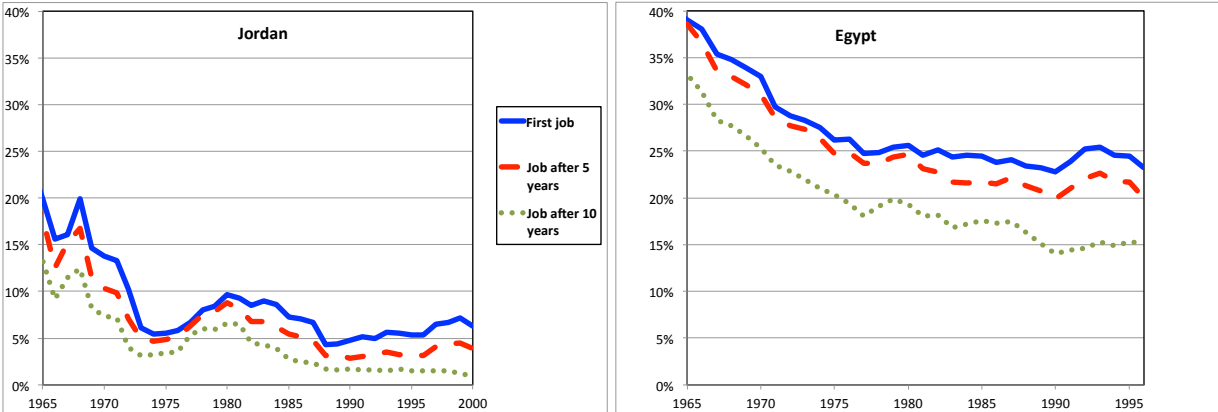 Jordan
40%
35%
30%
25%
20%
15%
10%
5%
0%
1965 1970 1975 1980 1985 1990 1995 2000
First job
Job after 5
years
Job after 10
years
Egypt
40%
35%
30%
25%
20%
15%
10%
5%
0%
1965 1970 1975 1980 1985 1990 1995